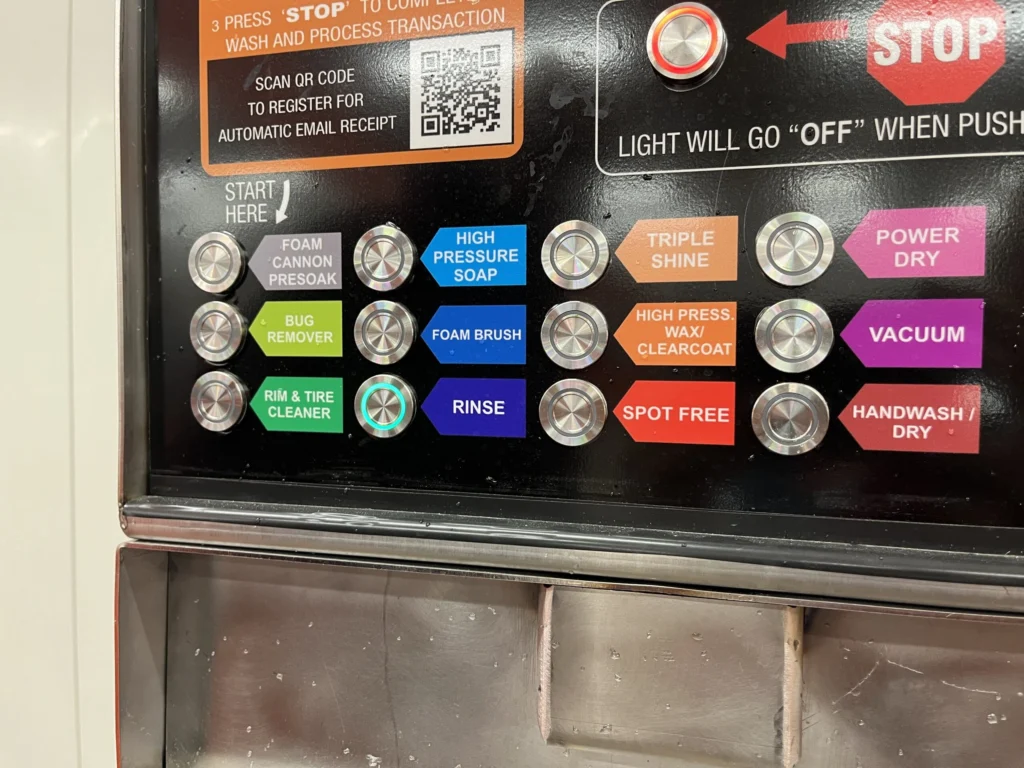 3 PRESS 'STOP' TO COMPLETE
WASH AND PROCESS TRANSACTION
SCAN QR CODE
TO REGISTER FOR
AUTOMATIC EMAIL RECEIPT
STOP
LIGHT WILL GO “OFF” WHEN PUSH
START
HERE
FOAM
CANNON
PRESOAK
HIGH
PRESSURE
SOAP
TRIPLE
SHINE
POWER
DRY
BUG
REMOVER
FOAM BRUSH
HIGH PRESS.
WAX/
CLEARCOAT
VACUUM
RIM & TIRE
CLEANER
RINSE
SPOT FREE
HANDWASH /
DRY